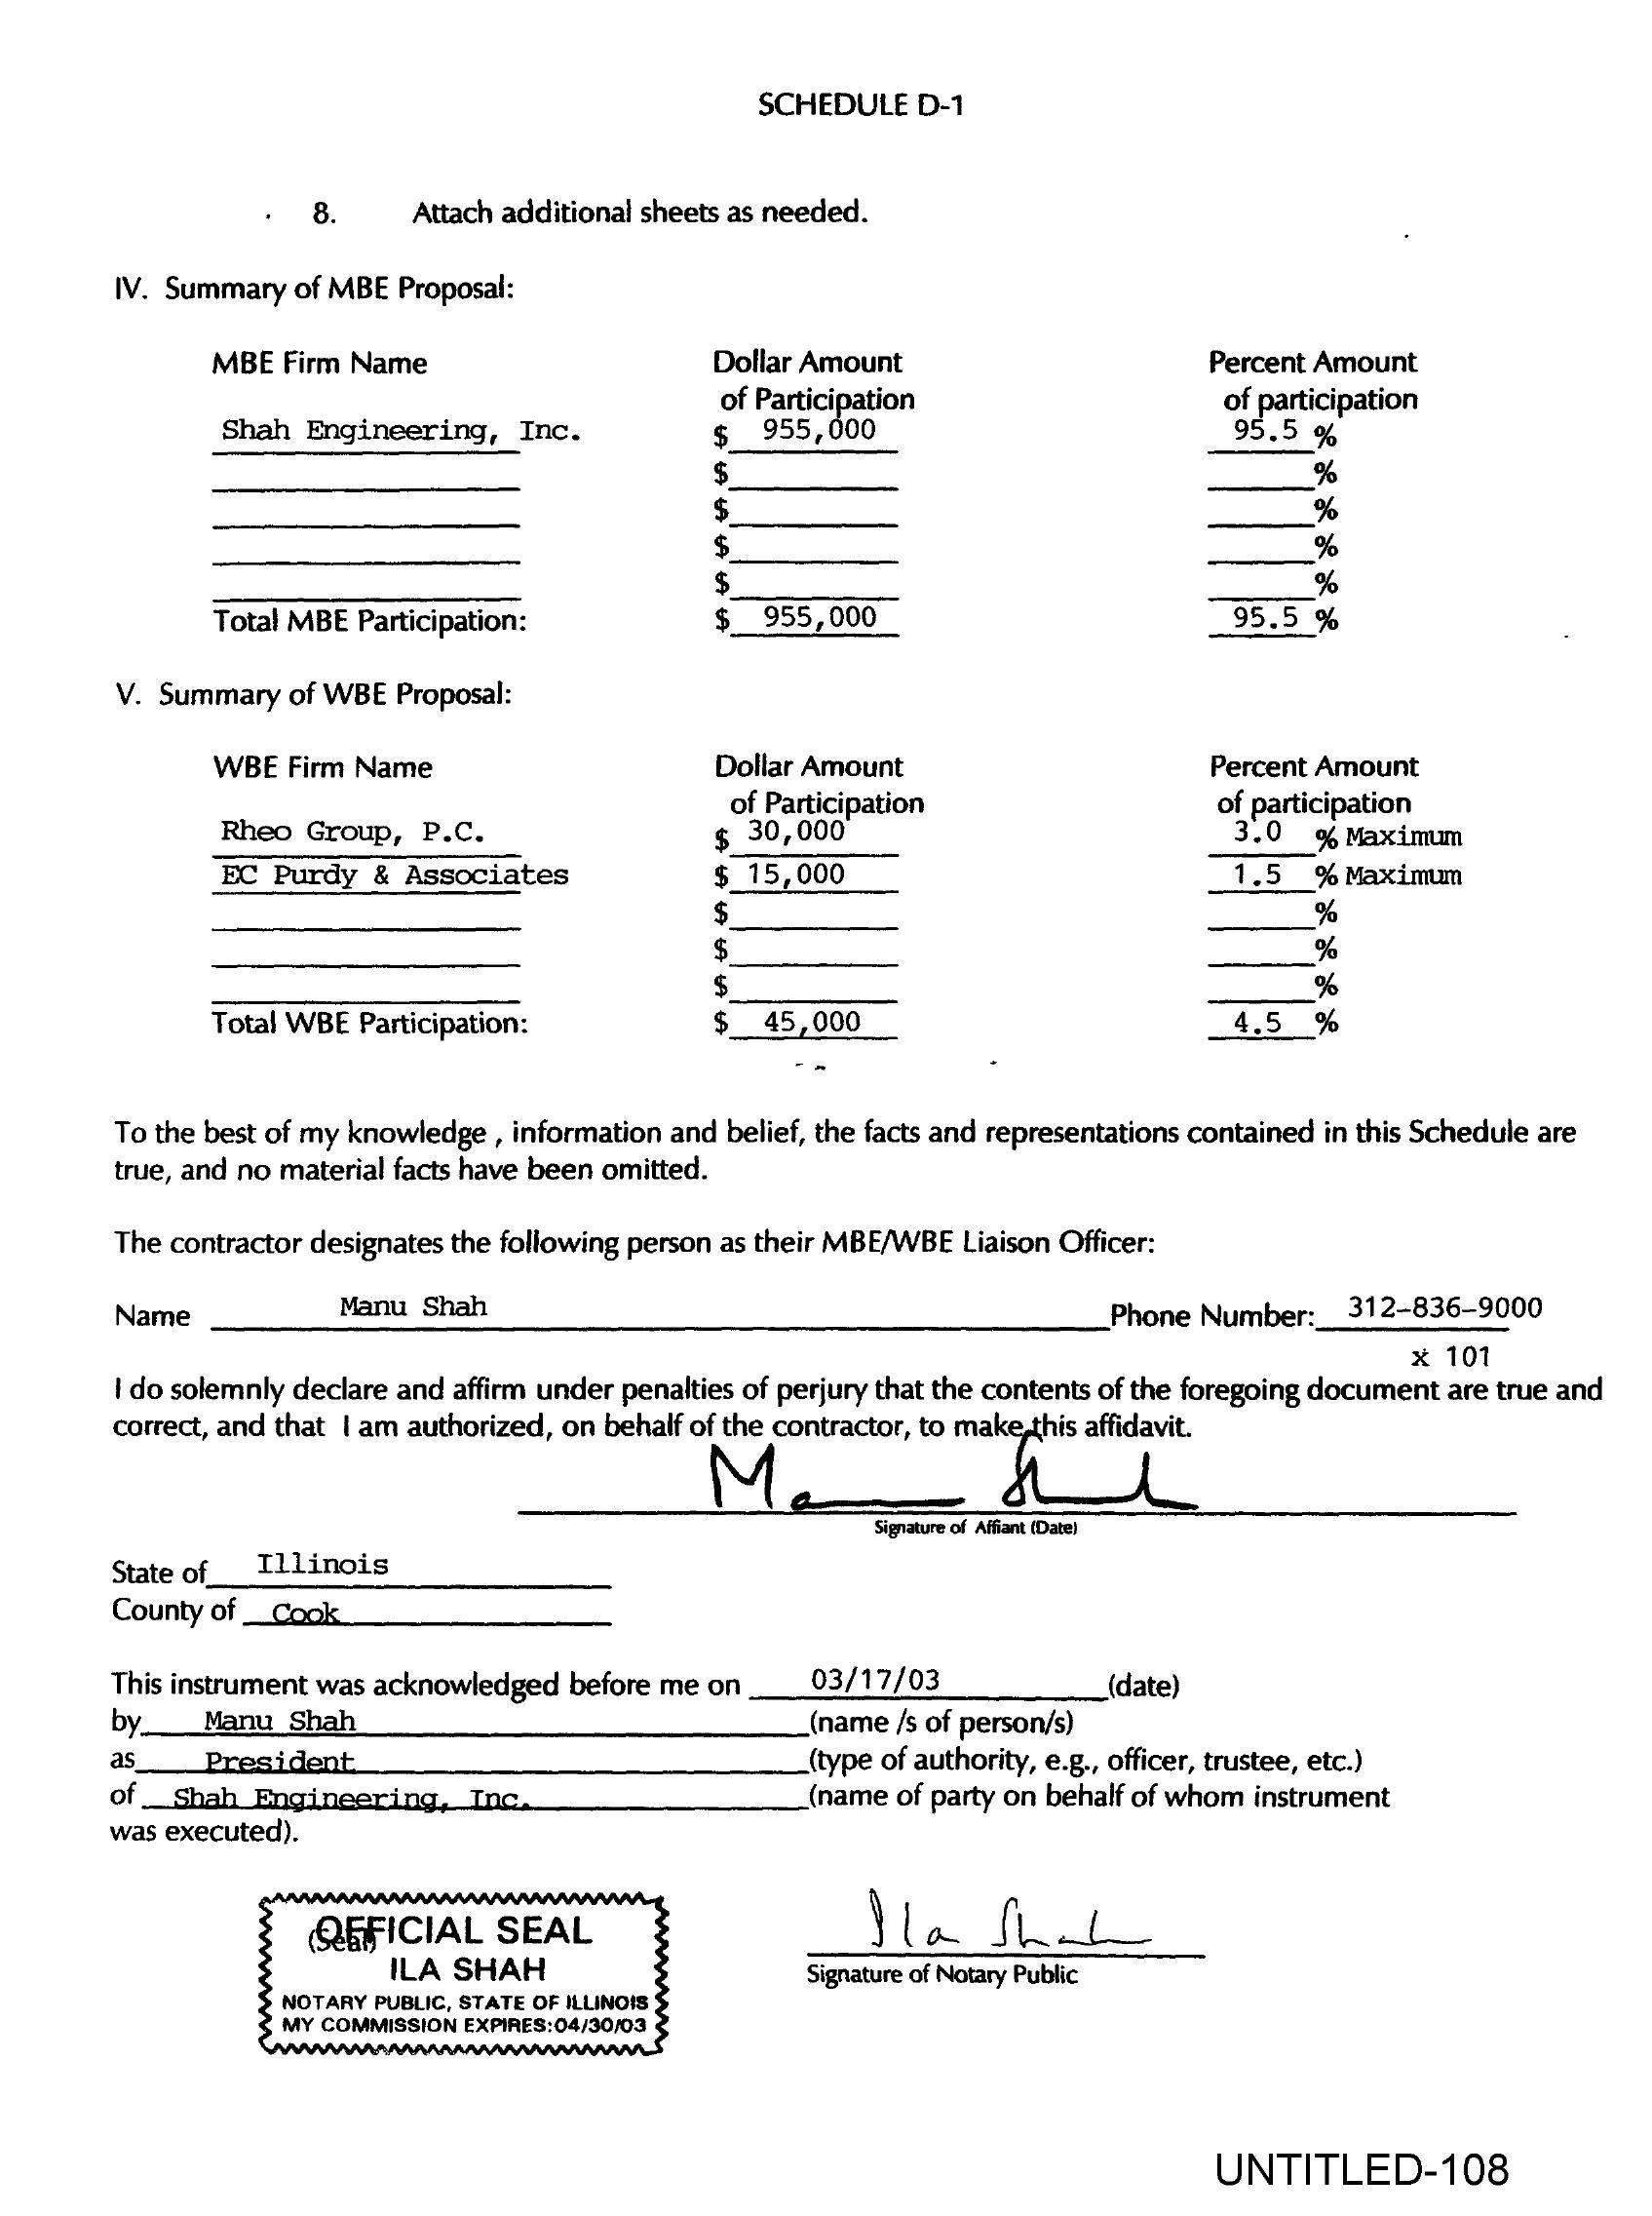 SCHEDULE D-1
8. Attach additional sheets as needed.
IV. Summary of MBE Proposal:
MBE Firm Name Dollar Amount Percent Amount
of Participation of participation
Shah Engineering, Inc. $ 955,000 95.5 %
$ %
$ %
$ %
$ %
Total MBE Participation: $ 955,000 95.5 %
V. Summary of WBE Proposal:
WBE Firm Name Dollar Amount Percent Amount
of Participation of participation
Rheo Group, P.C. $ 30,000 3.0 % Maximum
EC Purdy & Associates $ 15,000 1.5 % Maximum
$ %
$ %
$ %
Total WBE Participation: $ 45,000 4.5 %
To the best of my knowledge , information and belief, the facts and representations contained in this Schedule are
true, and no material facts have been omitted.
The contractor designates the following person as their MBE/WBE Liaison Officer:
Name Manu Shah Phone Number: 312-836-9000
x 101
I do solemnly declare and affirm under penalties of perjury that the contents of the foregoing document are true and
correct, and that I am authorized, on behalf of the contractor, to make this affidavit.
Manu Shah
Signature of Affiant (Date)
State of Illinois
County of Cook
This instrument was acknowledged before me on 03/17/03 (date)
by Manu Shah (name /s of person/s)
as President (type of authority, e.g., officer, trustee, etc.)
of Shah Engineering, Inc. (name of party on behalf of whom instrument
was executed).
(Seal)
OFFICIAL SEAL
ILA SHAH
NOTARY PUBLIC, STATE OF ILLINOIS
MY COMMISSION EXPIRES:04/30/03
Ila Shah
Signature of Notary Public
UNTITLED-108